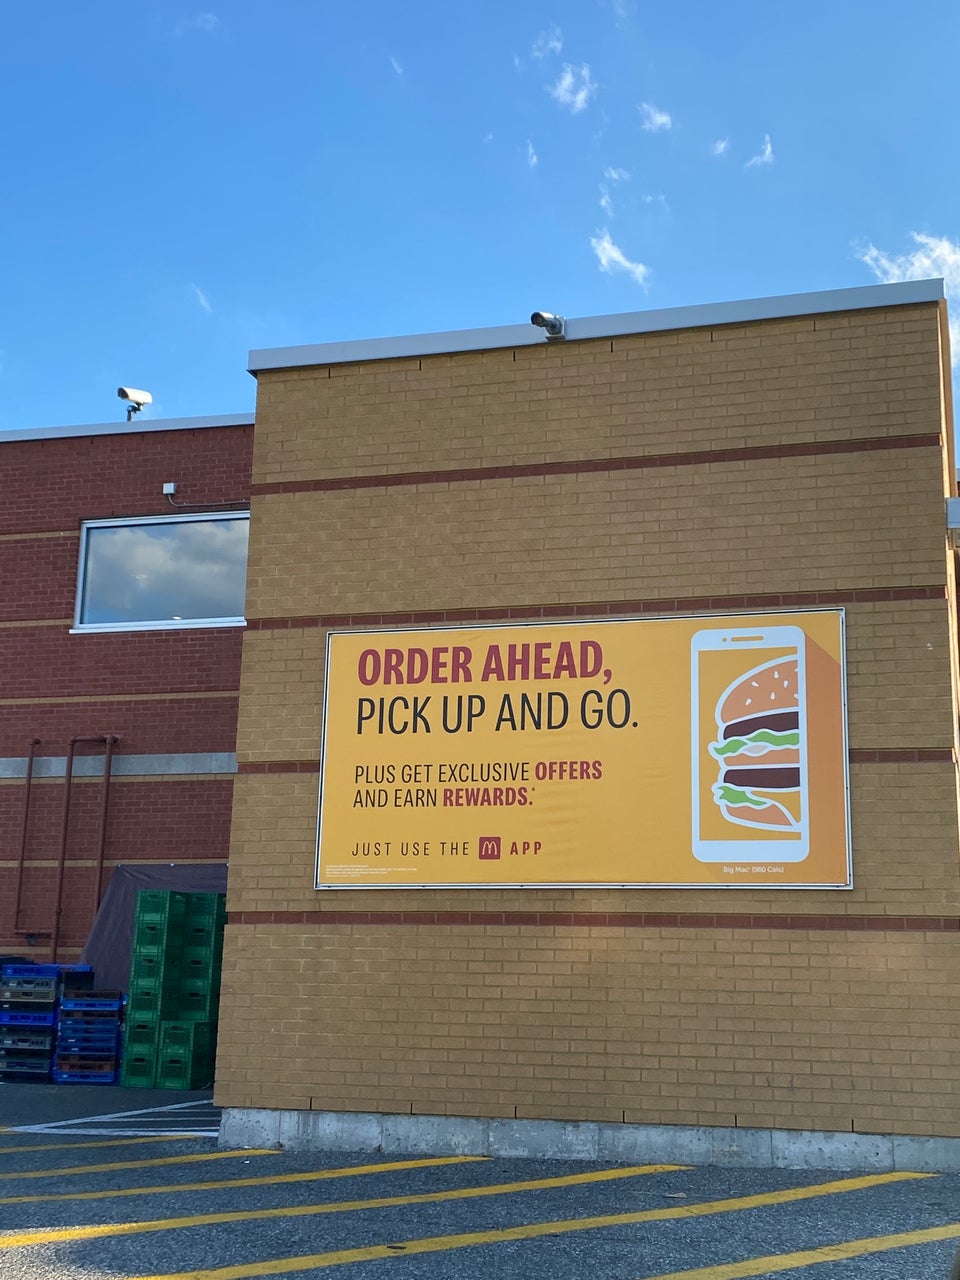 ORDER AHEAD,
PICK UP AND GO.
PLUS GET EXCLUSIVE OFFERS
AND EARN REWARDS.*
JUST USE THE M APP
Big Mac® (560 Cals)